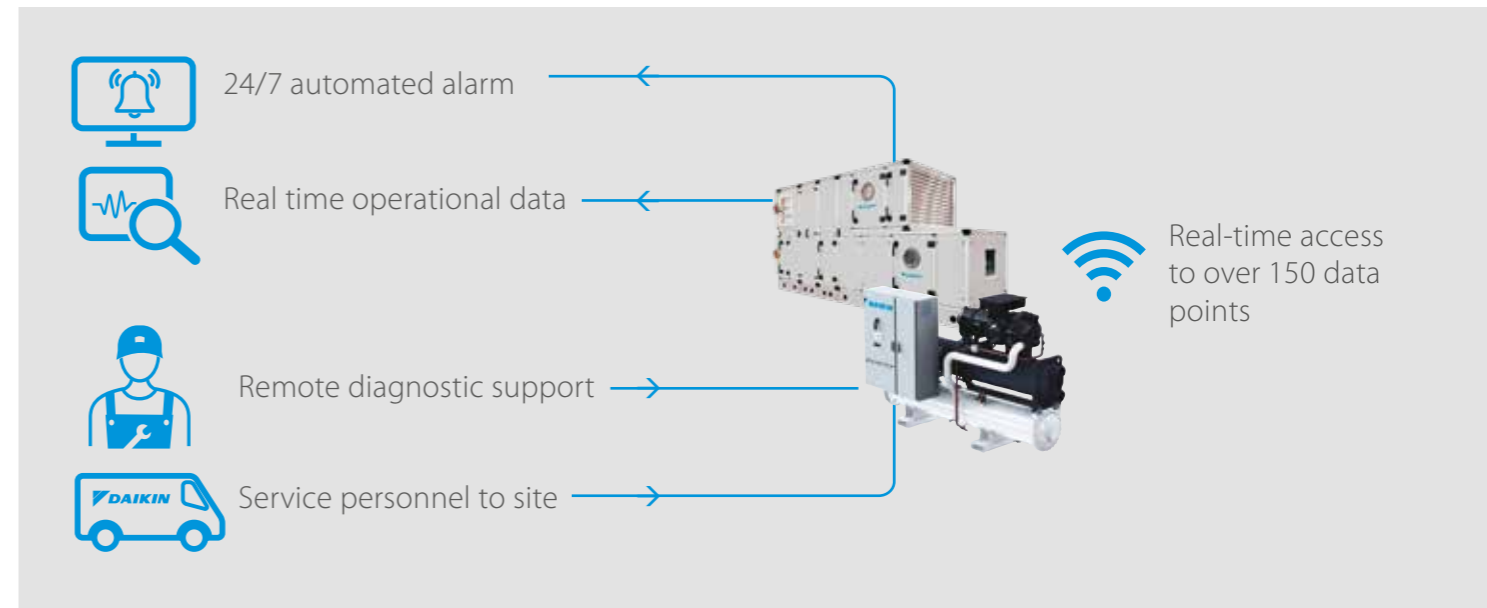 24/7 automated alarm
Real time operational data
Real-time access
to over 150 data
points
Remote diagnostic support
DAIKIN
DAIKIN
Service personnel to site